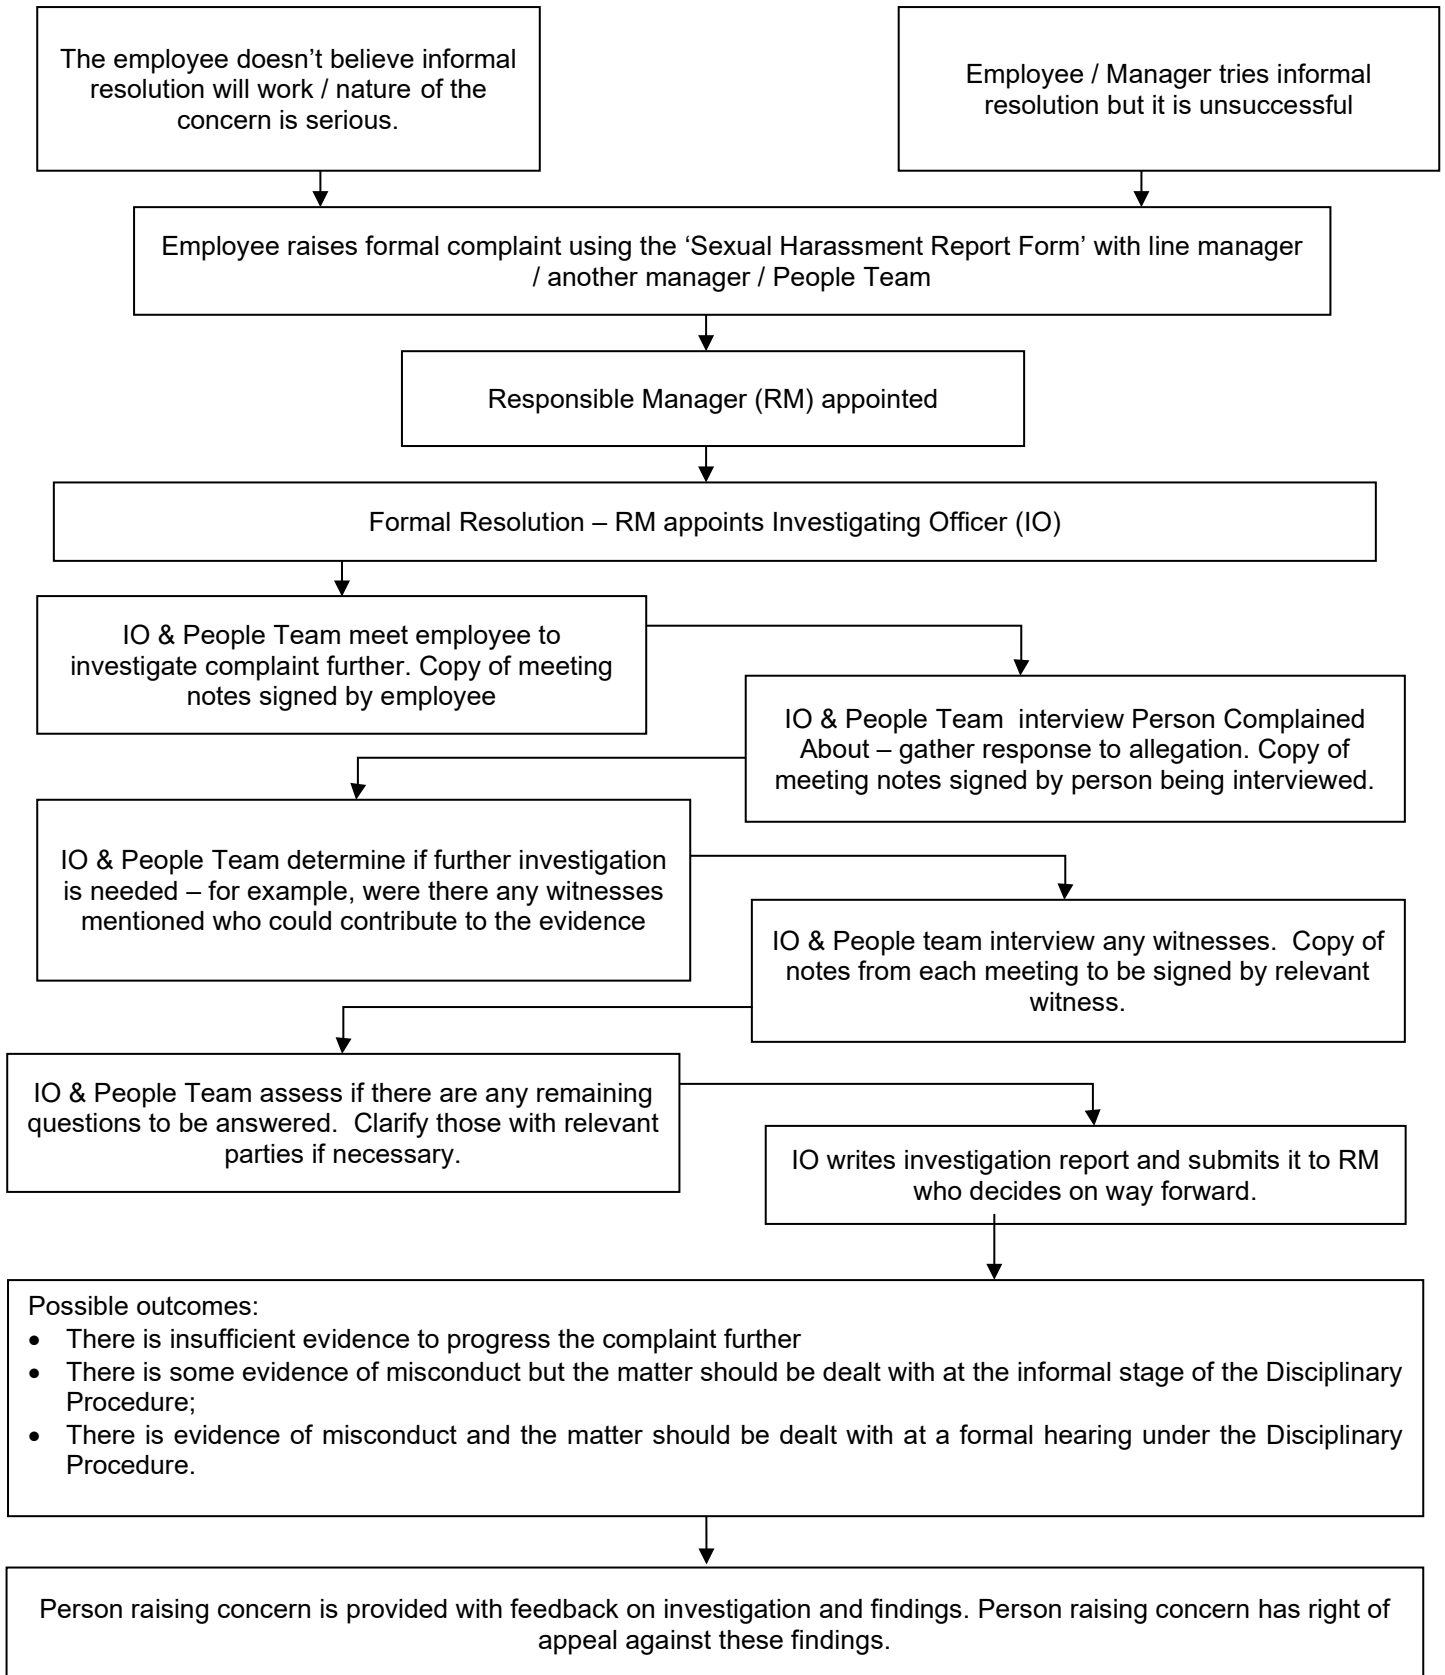 The employee doesn’t believe informal
resolution will work / nature of the
concern is serious.
Employee / Manager tries informal
resolution but it is unsuccessful
Employee raises formal complaint using the ‘Sexual Harassment Report Form’ with line manager
/ another manager / People Team
Responsible Manager (RM) appointed
Formal Resolution – RM appoints Investigating Officer (IO)
IO & People Team meet employee to
investigate complaint further. Copy of meeting
notes signed by employee
IO & People Team  interview Person Complained
About – gather response to allegation. Copy of
meeting notes signed by person being interviewed.
IO & People Team determine if further investigation
is needed – for example, were there any witnesses
mentioned who could contribute to the evidence
IO & People team interview any witnesses.  Copy of
notes from each meeting to be signed by relevant
witness.
IO & People Team assess if there are any remaining
questions to be answered.  Clarify those with relevant
parties if necessary.
IO writes investigation report and submits it to RM
who decides on way forward.
Possible outcomes:
• There is insufficient evidence to progress the complaint further
• There is some evidence of misconduct but the matter should be dealt with at the informal stage of the Disciplinary
Procedure;
• There is evidence of misconduct and the matter should be dealt with at a formal hearing under the Disciplinary
Procedure.
Person raising concern is provided with feedback on investigation and findings. Person raising concern has right of
appeal against these findings.